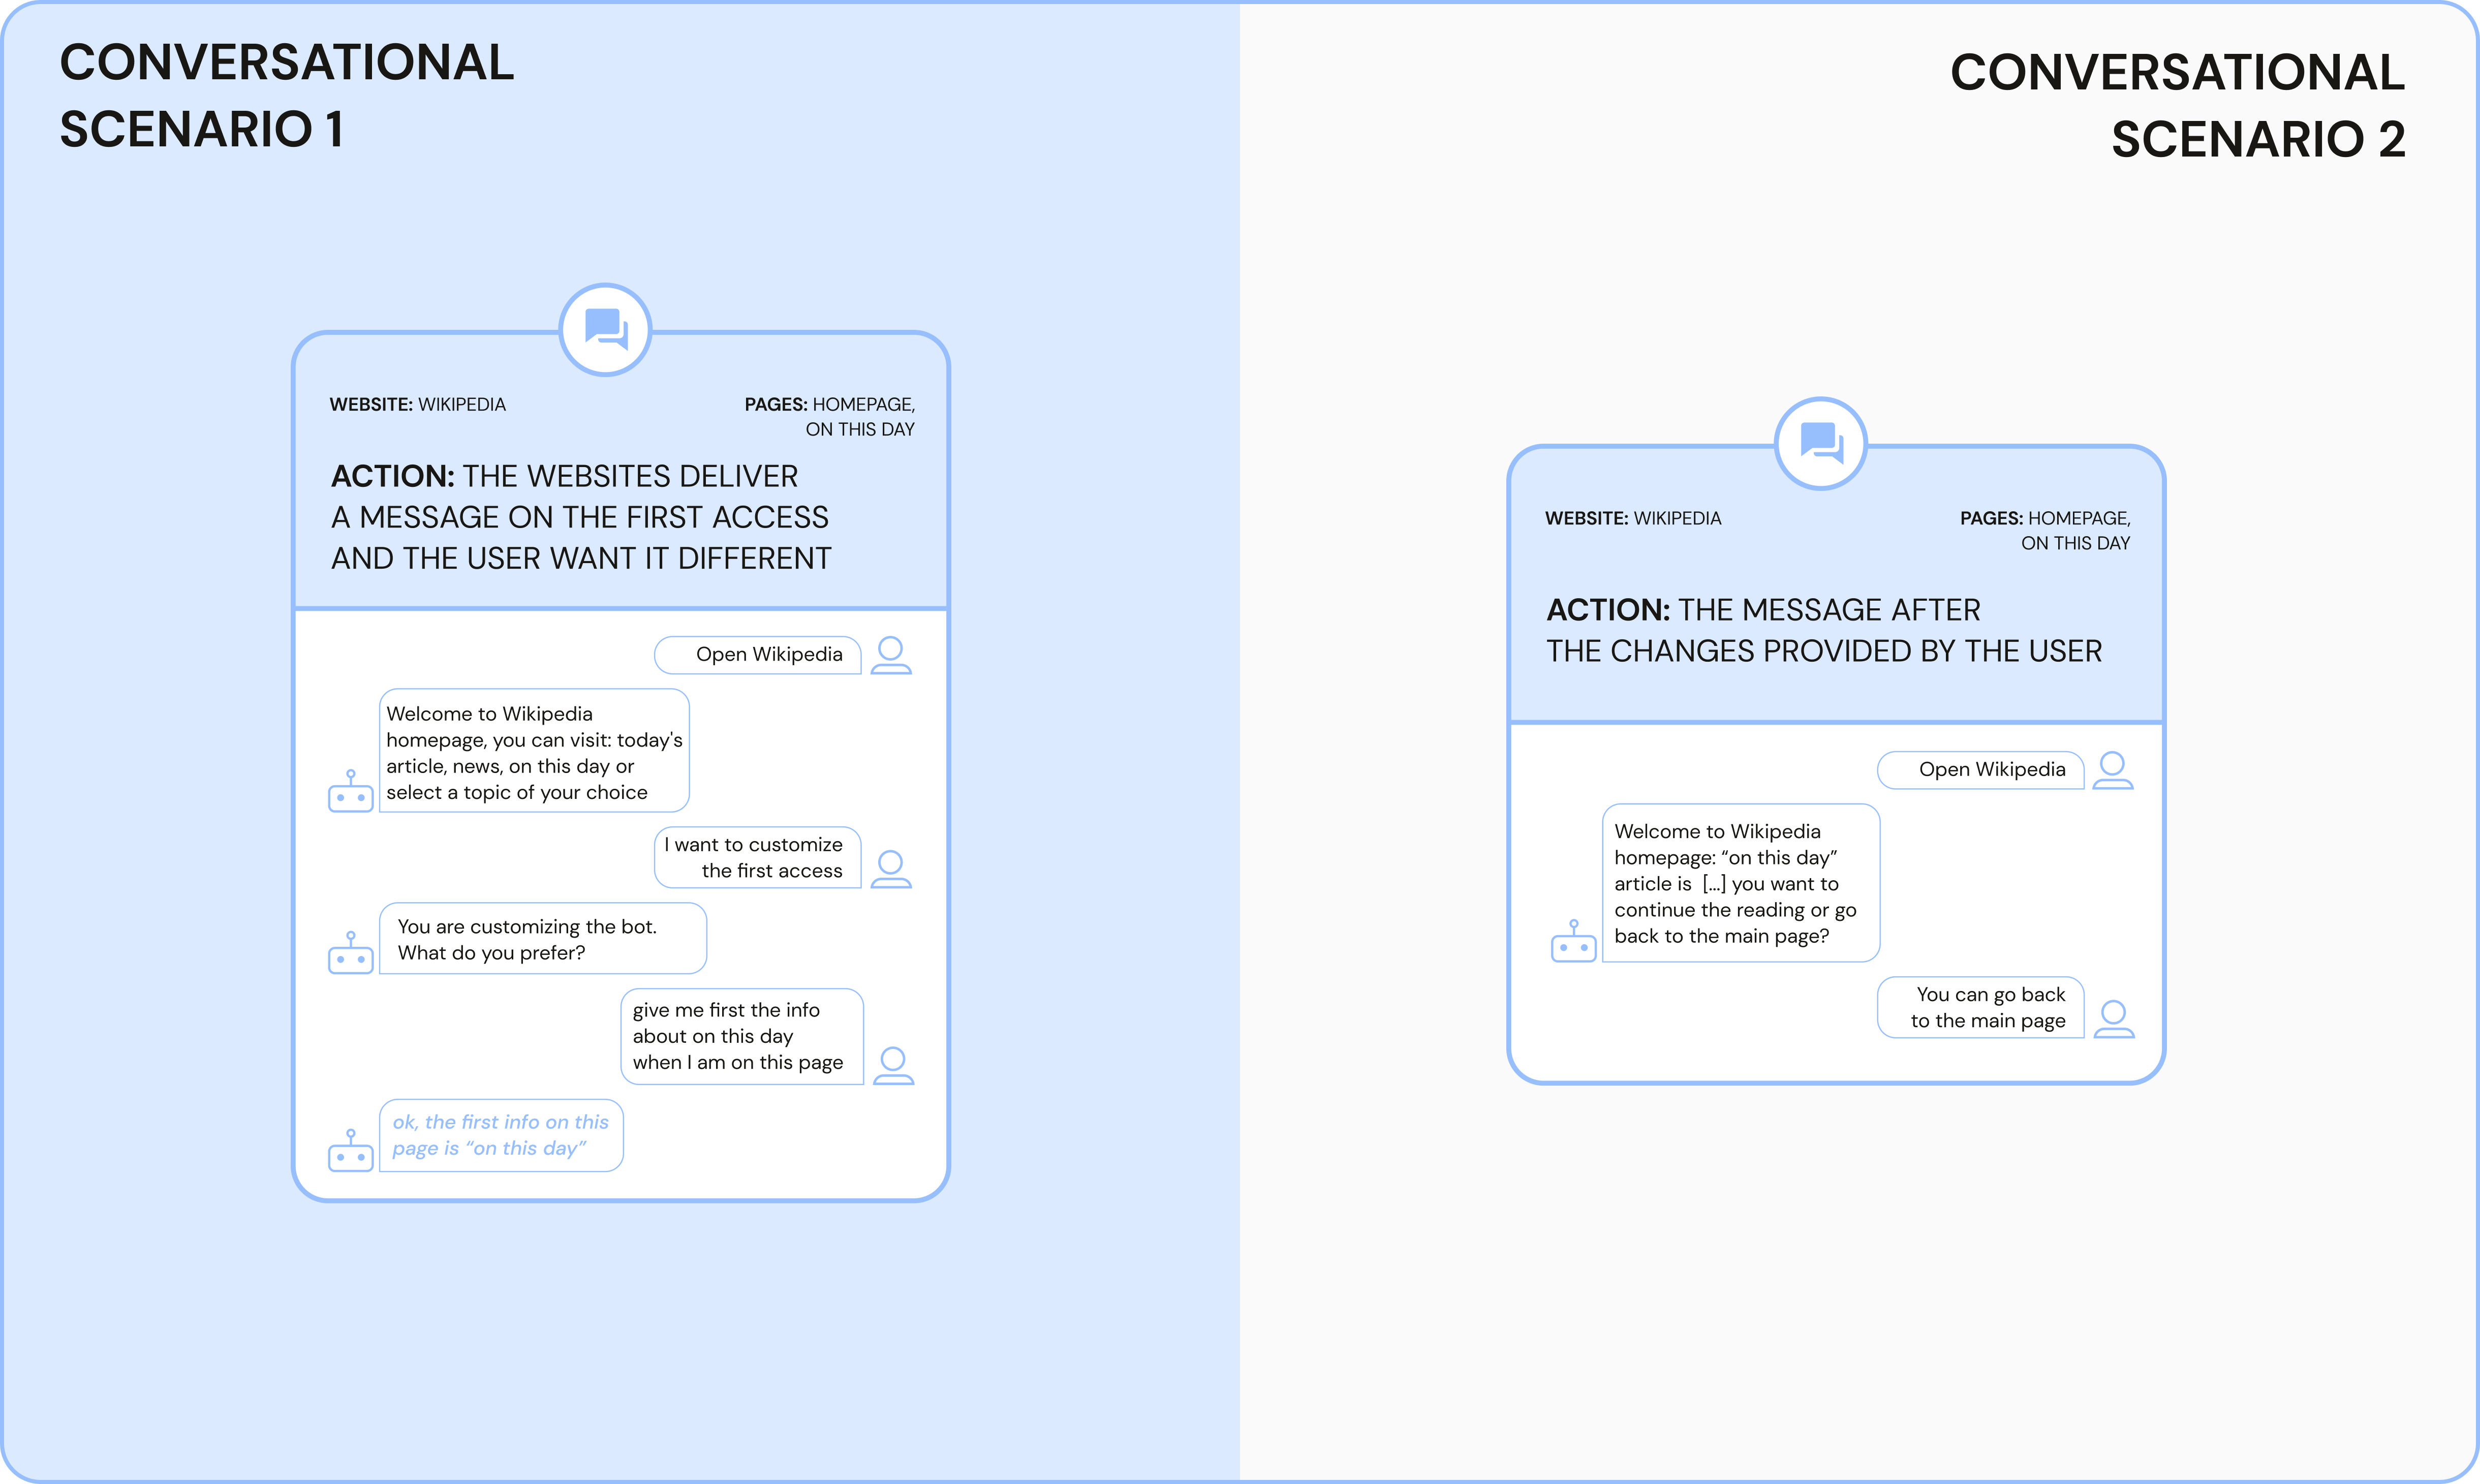 CONVERSATIONAL
SCENARIO 1
WEBSITE: WIKIPEDIA
PAGES: HOMEPAGE,
ON THIS DAY
ACTION: THE WEBSITES DELIVER
A MESSAGE ON THE FIRST ACCESS
AND THE USER WANT IT DIFFERENT
Open Wikipedia
Welcome to Wikipedia
homepage, you can visit: today's
article, news, on this day or
select a topic of your choice
I want to customize
the first access
You are customizing the bot.
What do you prefer?
give me first the info
about on this day
when I am on this page
ok, the first info on this
page is “on this day”
CONVERSATIONAL
SCENARIO 2
WEBSITE: WIKIPEDIA
PAGES: HOMEPAGE,
ON THIS DAY
ACTION: THE MESSAGE AFTER
THE CHANGES PROVIDED BY THE USER
Open Wikipedia
Welcome to Wikipedia
homepage: “on this day”
article is  [...] you want to
continue the reading or go
back to the main page?
You can go back
to the main page